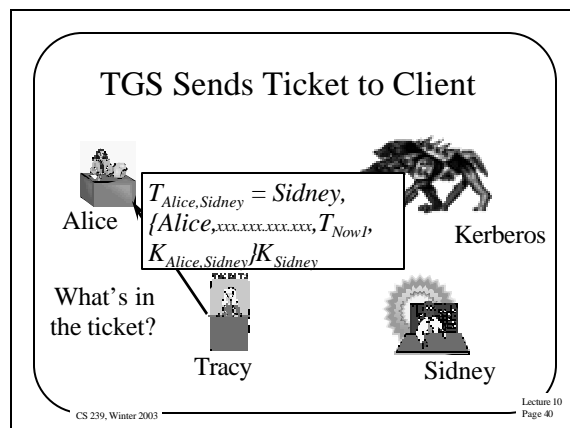 TGS Sends Ticket to Client
T_Alice,Sidney = Sidney,
{Alice,xxx.xxx.xxx.xxx,T_Now1,
K_Alice,Sidney}K_Sidney
Alice
Kerberos
What's in
the ticket?
Tracy
Sidney
CS 239, Winter 2003
Lecture 10
Page 40